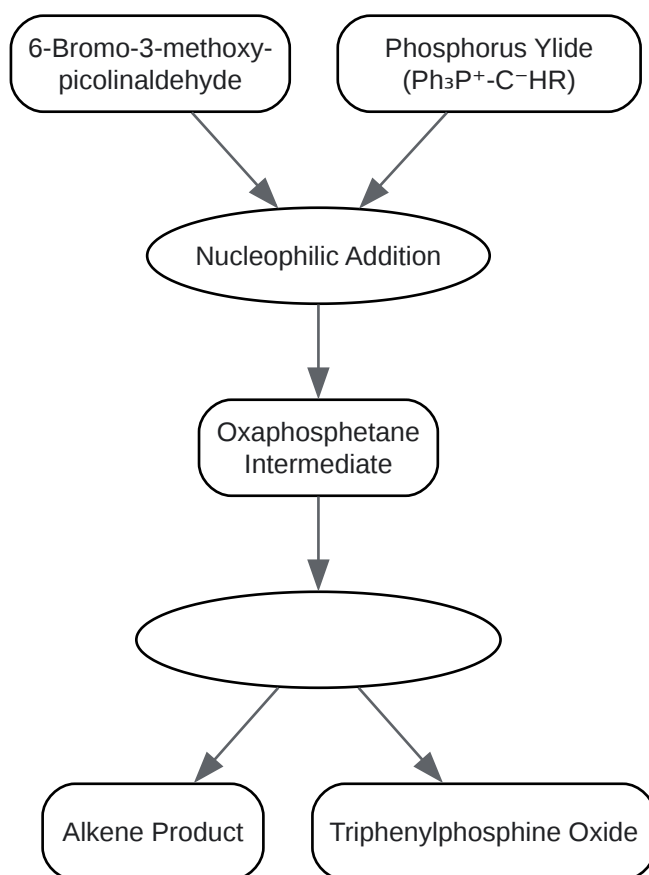 6-Bromo-3-methoxy-
picolinaldehyde
Phosphorus Ylide
(Ph₃P⁺-C⁻HR)
Nucleophilic Addition
Oxaphosphetane
Intermediate
Alkene Product
Triphenylphosphine Oxide